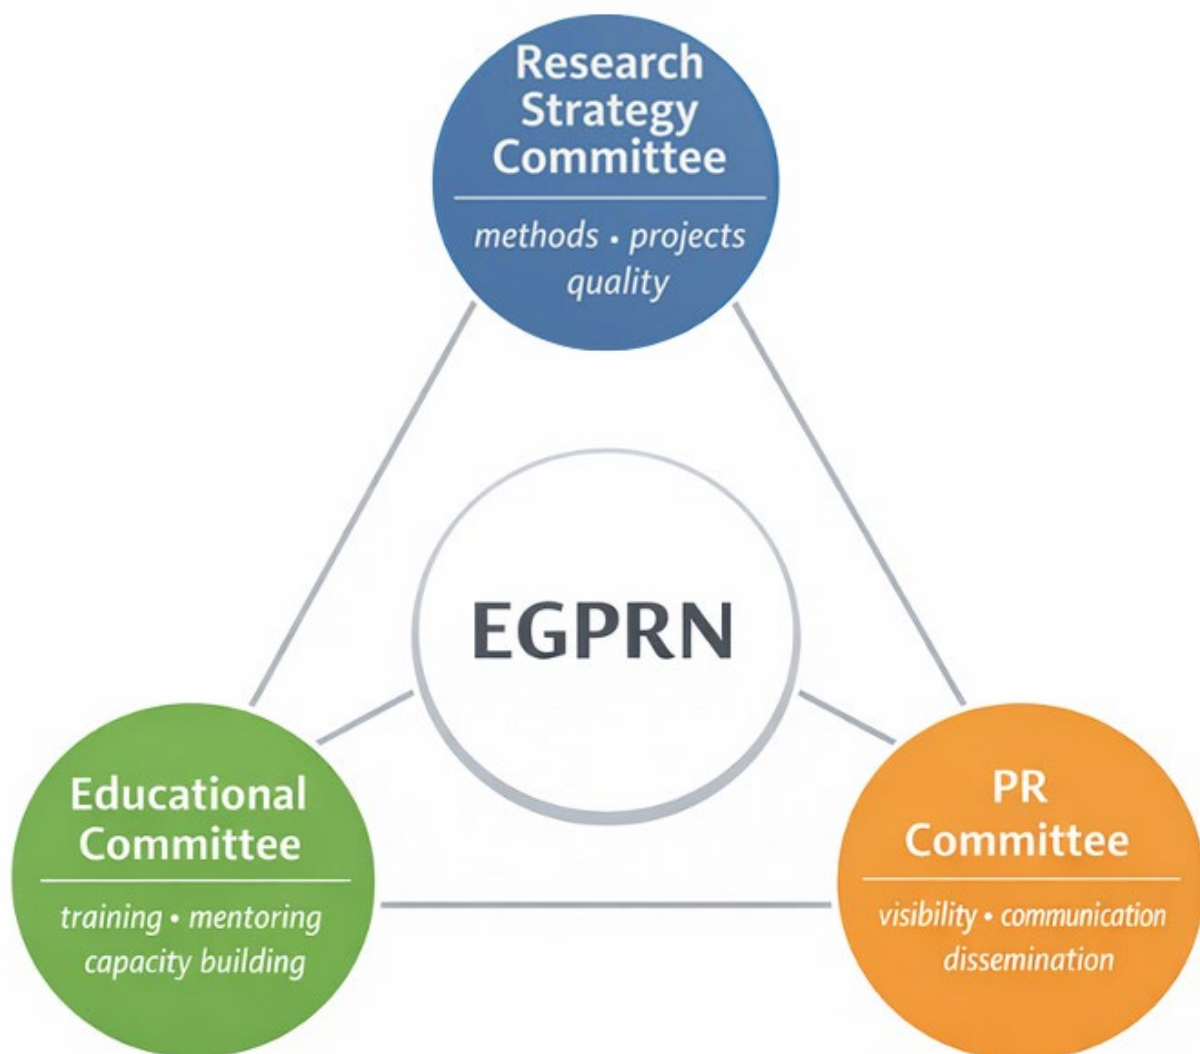 Research
Strategy
Committee
methods • projects
quality
EGPRN
Educational
Committee
training • mentoring
capacity building
PR
Committee
visibility • communication
dissemination